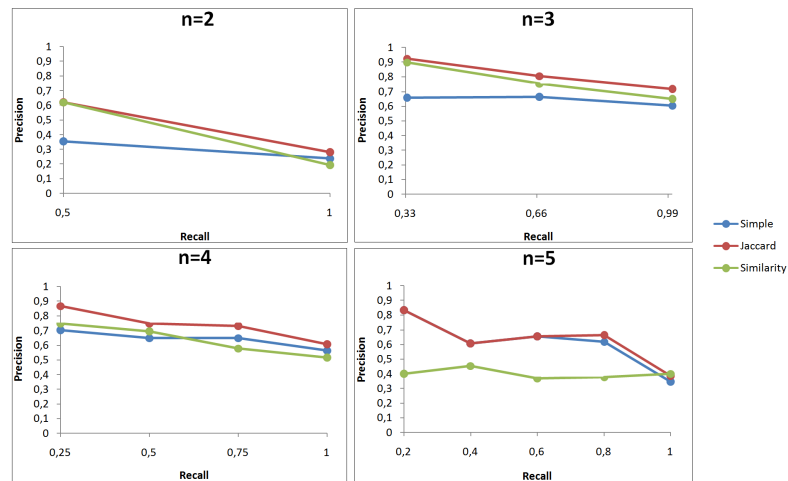 n=2
1
0,9
0,8
0,7
0,6
0,5
0,4
0,3
0,2
0,1
0
Precision
0,5 1
Recall
n=3
1
0,9
0,8
0,7
0,6
0,5
0,4
0,3
0,2
0,1
0
Precision
0,33 0,66 0,99
Recall
Simple
Jaccard
Similarity
n=4
1
0,9
0,8
0,7
0,6
0,5
0,4
0,3
0,2
0,1
0
Precision
0,25 0,5 0,75 1
Recall
n=5
1
0,9
0,8
0,7
0,6
0,5
0,4
0,3
0,2
0,1
0
Precision
0,2 0,4 0,6 0,8 1
Recall